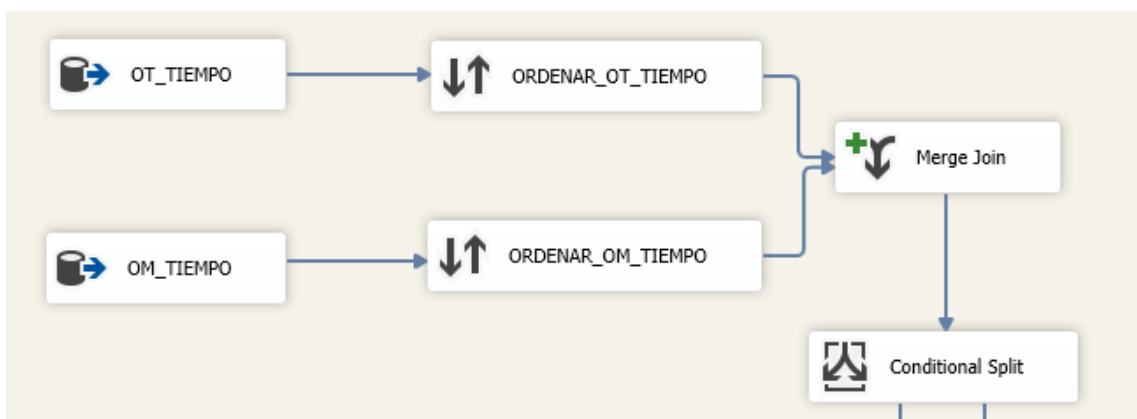 OT_TIEMPO
ORDENAR_OT_TIEMPO
Merge Join
OM_TIEMPO
ORDENAR_OM_TIEMPO
Conditional Split